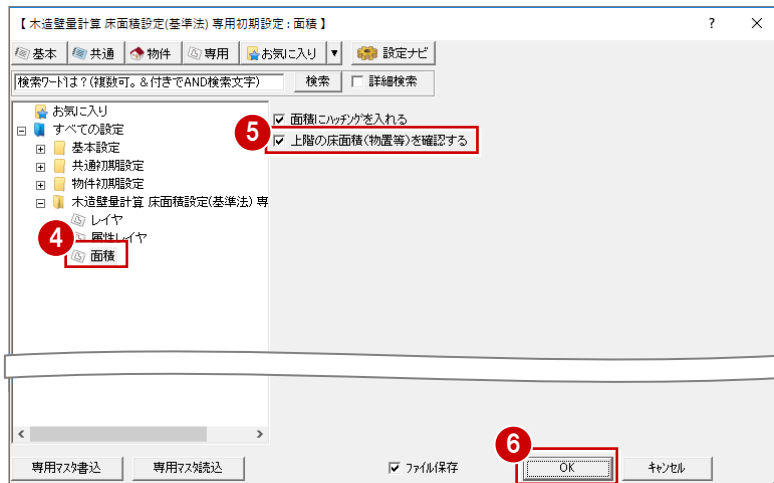 【 木造壁量計算 床面積設定(基準法) 専用初期設定 : 面積 】 ?
基本 共通 物件 専用 お気に入り ▼ 設定ナビ
検索ワードは?(複数可。&付きでAND検索文字) 検索 詳細検索
お気に入り
すべての設定
基本設定
共通初期設定
物件初期設定
木造壁量計算 床面積設定(基準法) 専
レイヤ
属性レイヤ
4
面積
面積にハッチングを入れる
5
上階の床面積(物置等)を確認する
6
専用マスタ書込 専用マスタ読込 ファイル保存 OK キャンセル